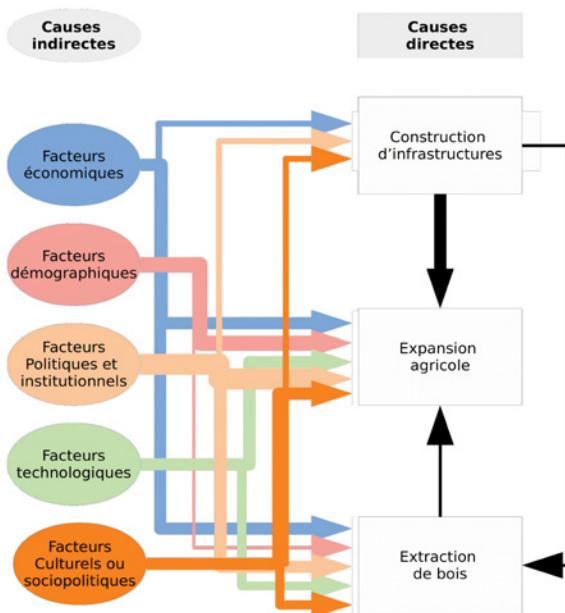 Causes
indirectes
Causes
directes
Facteurs
économiques
Facteurs
démographiques
Facteurs
Politiques et
institutionnels
Facteurs
technologiques
Facteurs
Culturels ou
sociopolitiques
Construction
d’infrastructures
Expansion
agricole
Extraction
de bois